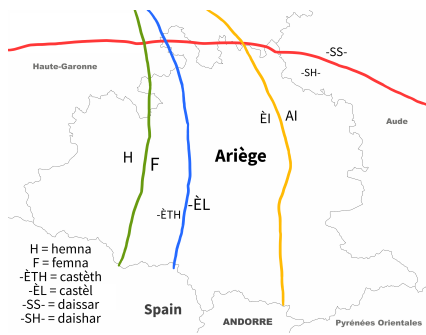 -SS-
Haute-Garonne
-SH-
ÈI
AI
Aude
H
F
Ariège
-ÈTH
-ÈL
H = hemna
F = femna
-ÈTH = castèth
-ÈL = castèl
-SS- = daissar
-SH- = daishar
Spain
ANDORRE
Pyrénées Orientales